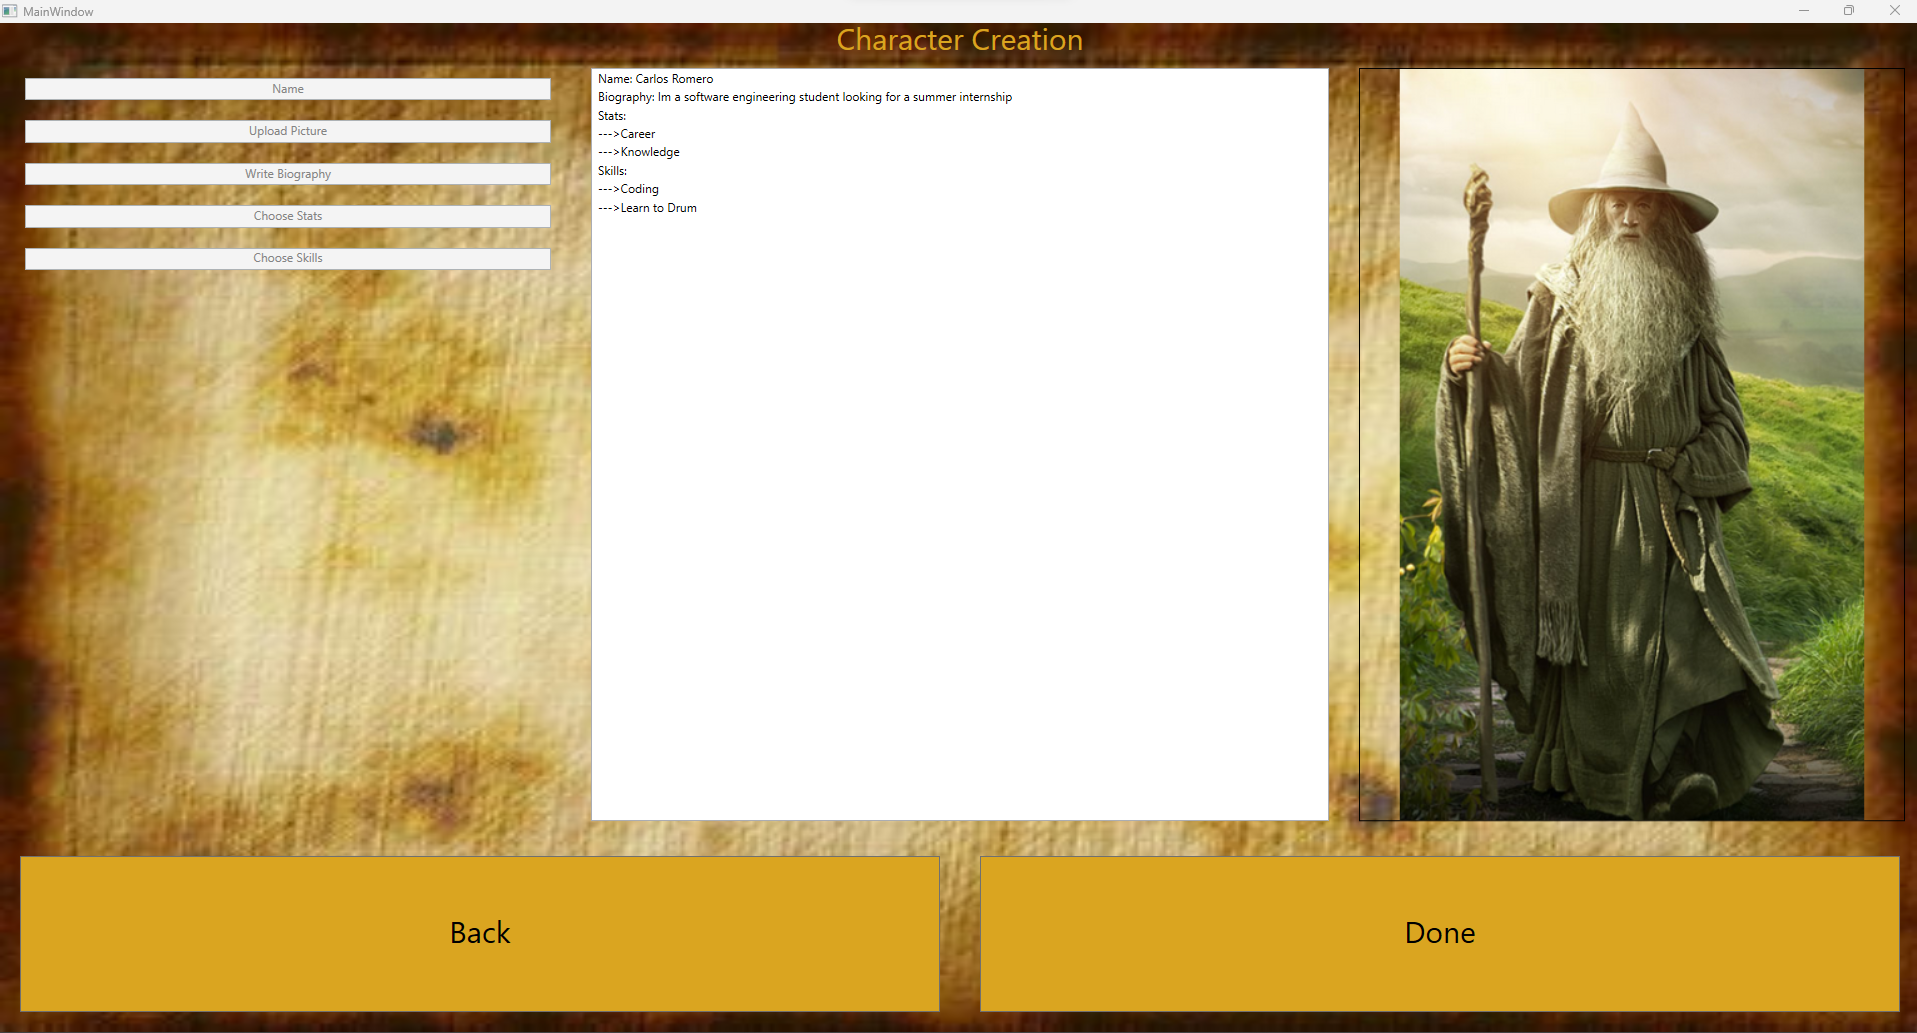 MainWindow
Character Creation
Name
Upload Picture
Write Biography
Choose Stats
Choose Skills
Name: Carlos Romero
Biography: Im a software engineering student looking for a summer internship
Stats:
--->Career
--->Knowledge
Skills:
--->Coding
--->Learn to Drum
Back
Done